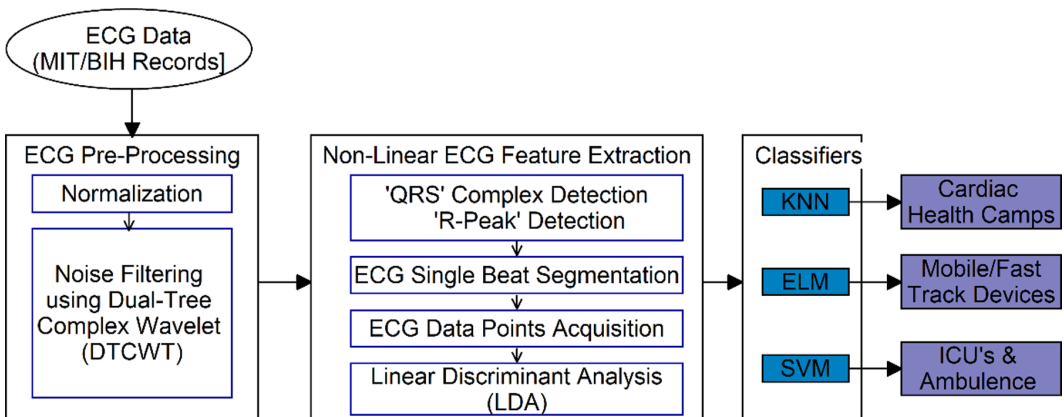 ECG Data
(MIT/BIH Records]
ECG Pre-Processing
Normalization
Noise Filtering
using Dual-Tree
Complex Wavelet
(DTCWT)
Non-Linear ECG Feature Extraction
'QRS' Complex Detection
'R-Peak' Detection
ECG Single Beat Segmentation
ECG Data Points Acquisition
Linear Discriminant Analysis
(LDA)
Classifiers
KNN
Cardiac
Health Camps
ELM
Mobile/Fast
Track Devices
SVM
ICU's &
Ambulence